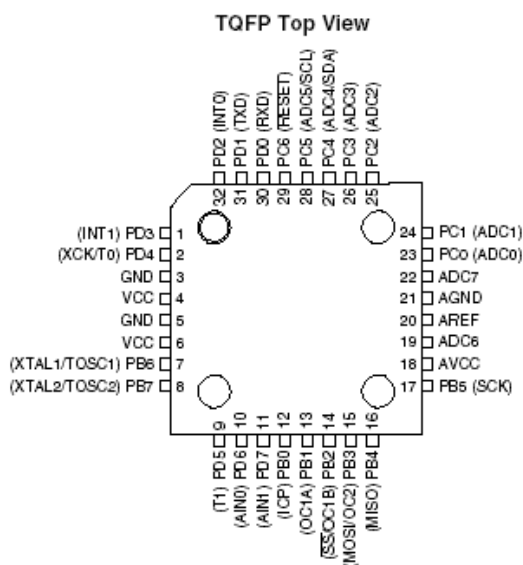 TQFP Top View
PD2 (INT0)
PD1 (TXD)
PD0 (RXD)
PC6 (RESET)
PC5 (ADC5/SCL)
PC4 (ADC4/SDA)
PC3 (ADC3)
PC2 (ADC2)
32
31
30
29
28
27
26
25
(INT1) PD3 1
(XCK/T0) PD4 2
GND 3
VCC 4
GND 5
VCC 6
(XTAL1/TOSC1) PB6 7
(XTAL2/TOSC2) PB7 8
24 PC1 (ADC1)
23 PC0 (ADC0)
22 ADC7
21 AGND
20 AREF
19 ADC6
18 AVCC
17 PB5 (SCK)
9
10
11
12
13
14
15
16
(T1) PD5
(AIN0) PD6
(AIN1) PD7
(ICP) PB0
(OC1A) PB1
(SS/OC1B) PB2
(MOSI/OC2) PB3
(MISO) PB4